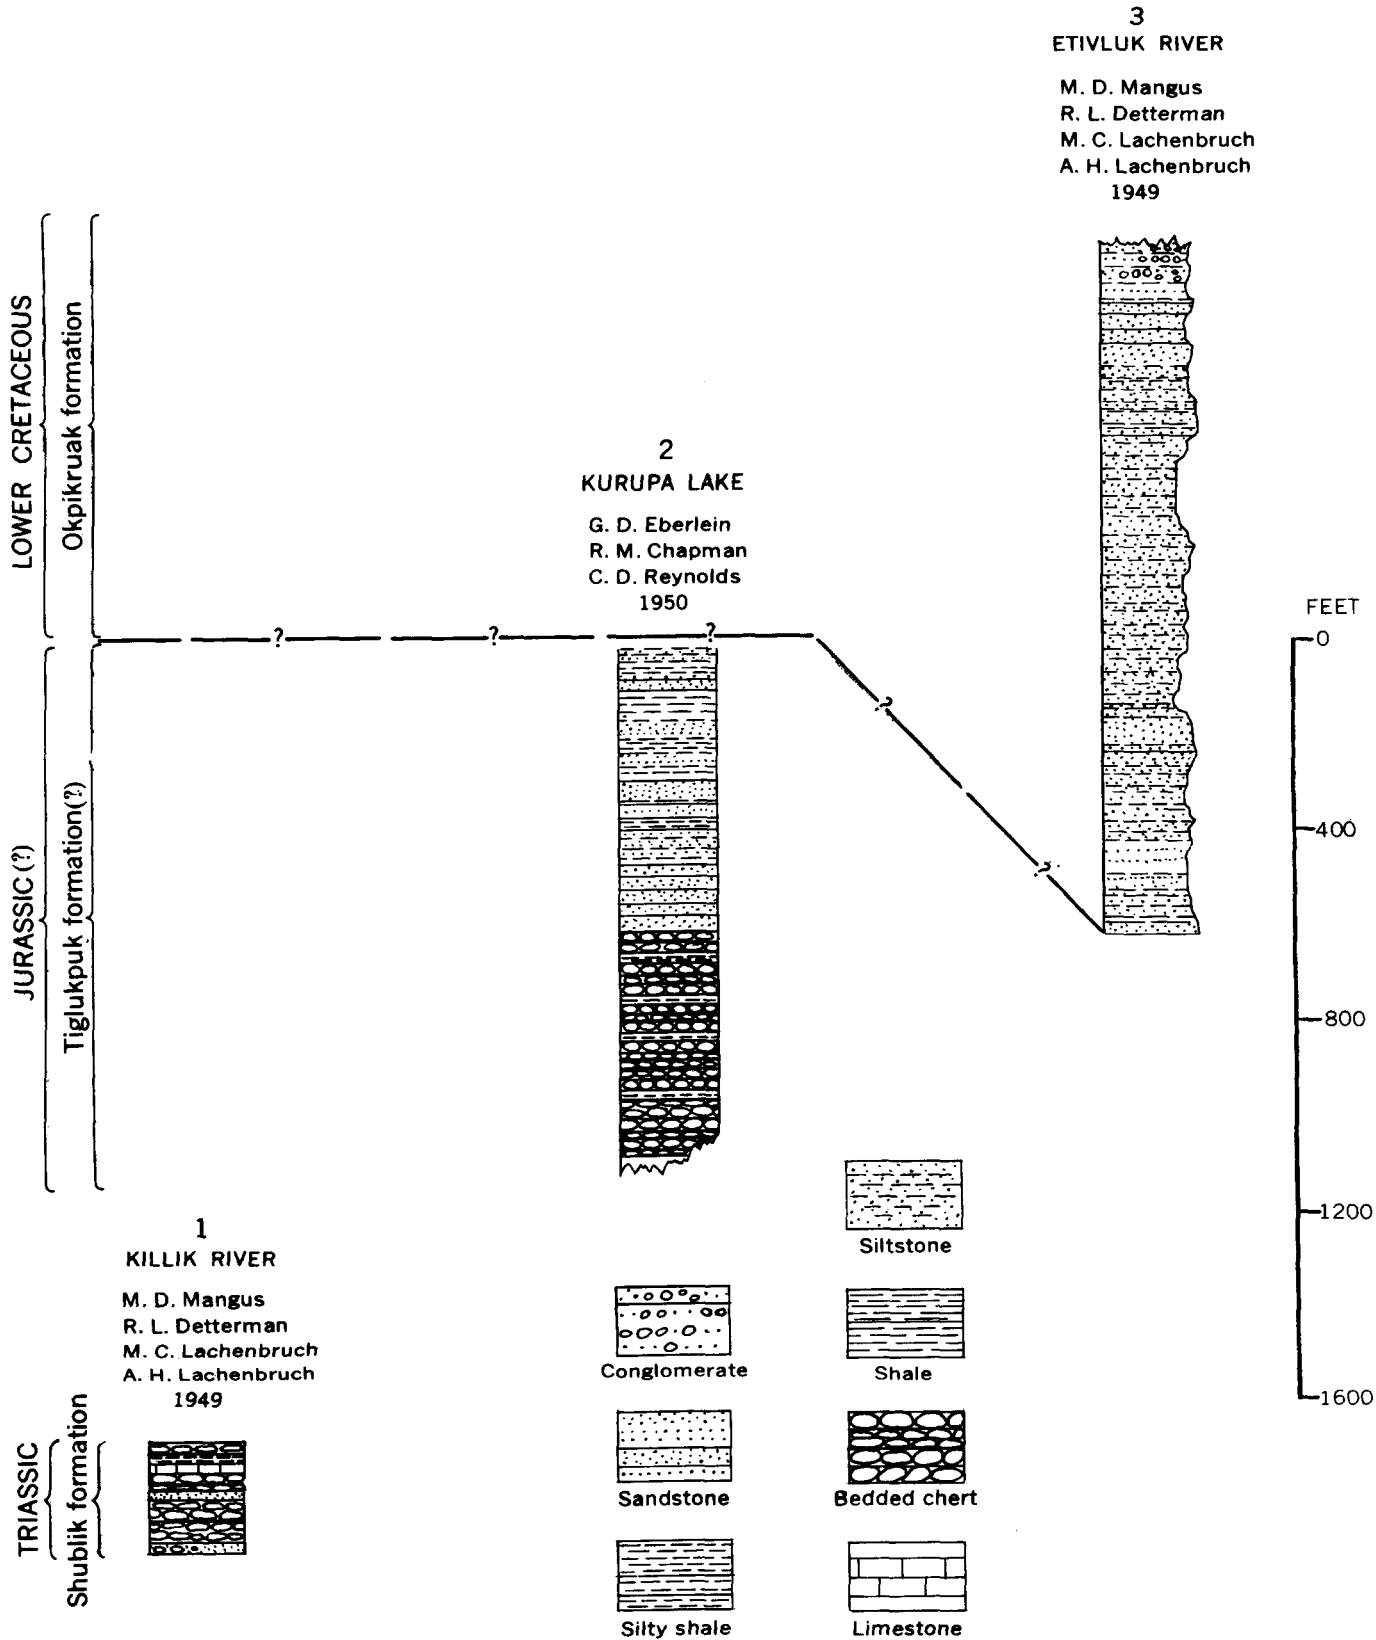 3
ETIVLUK RIVER
M. D. Mangus
R. L. Detterman
M. C. Lachenbruch
A. H. Lachenbruch
1949
LOWER CRETACEOUS
Okpikruak formation
2
KURUPA LAKE
G. D. Eberlein
R. M. Chapman
C. D. Reynolds
1950
? ? ? ? ?
FEET
0
400
800
1200
1600
JURASSIC (?)
Tiglukpuk formation(?)
1
KILLIK RIVER
M. D. Mangus
R. L. Detterman
M. C. Lachenbruch
A. H. Lachenbruch
1949
TRIASSIC
Shublik formation
Siltstone
Conglomerate
Shale
Sandstone
Bedded chert
Silty shale
Limestone